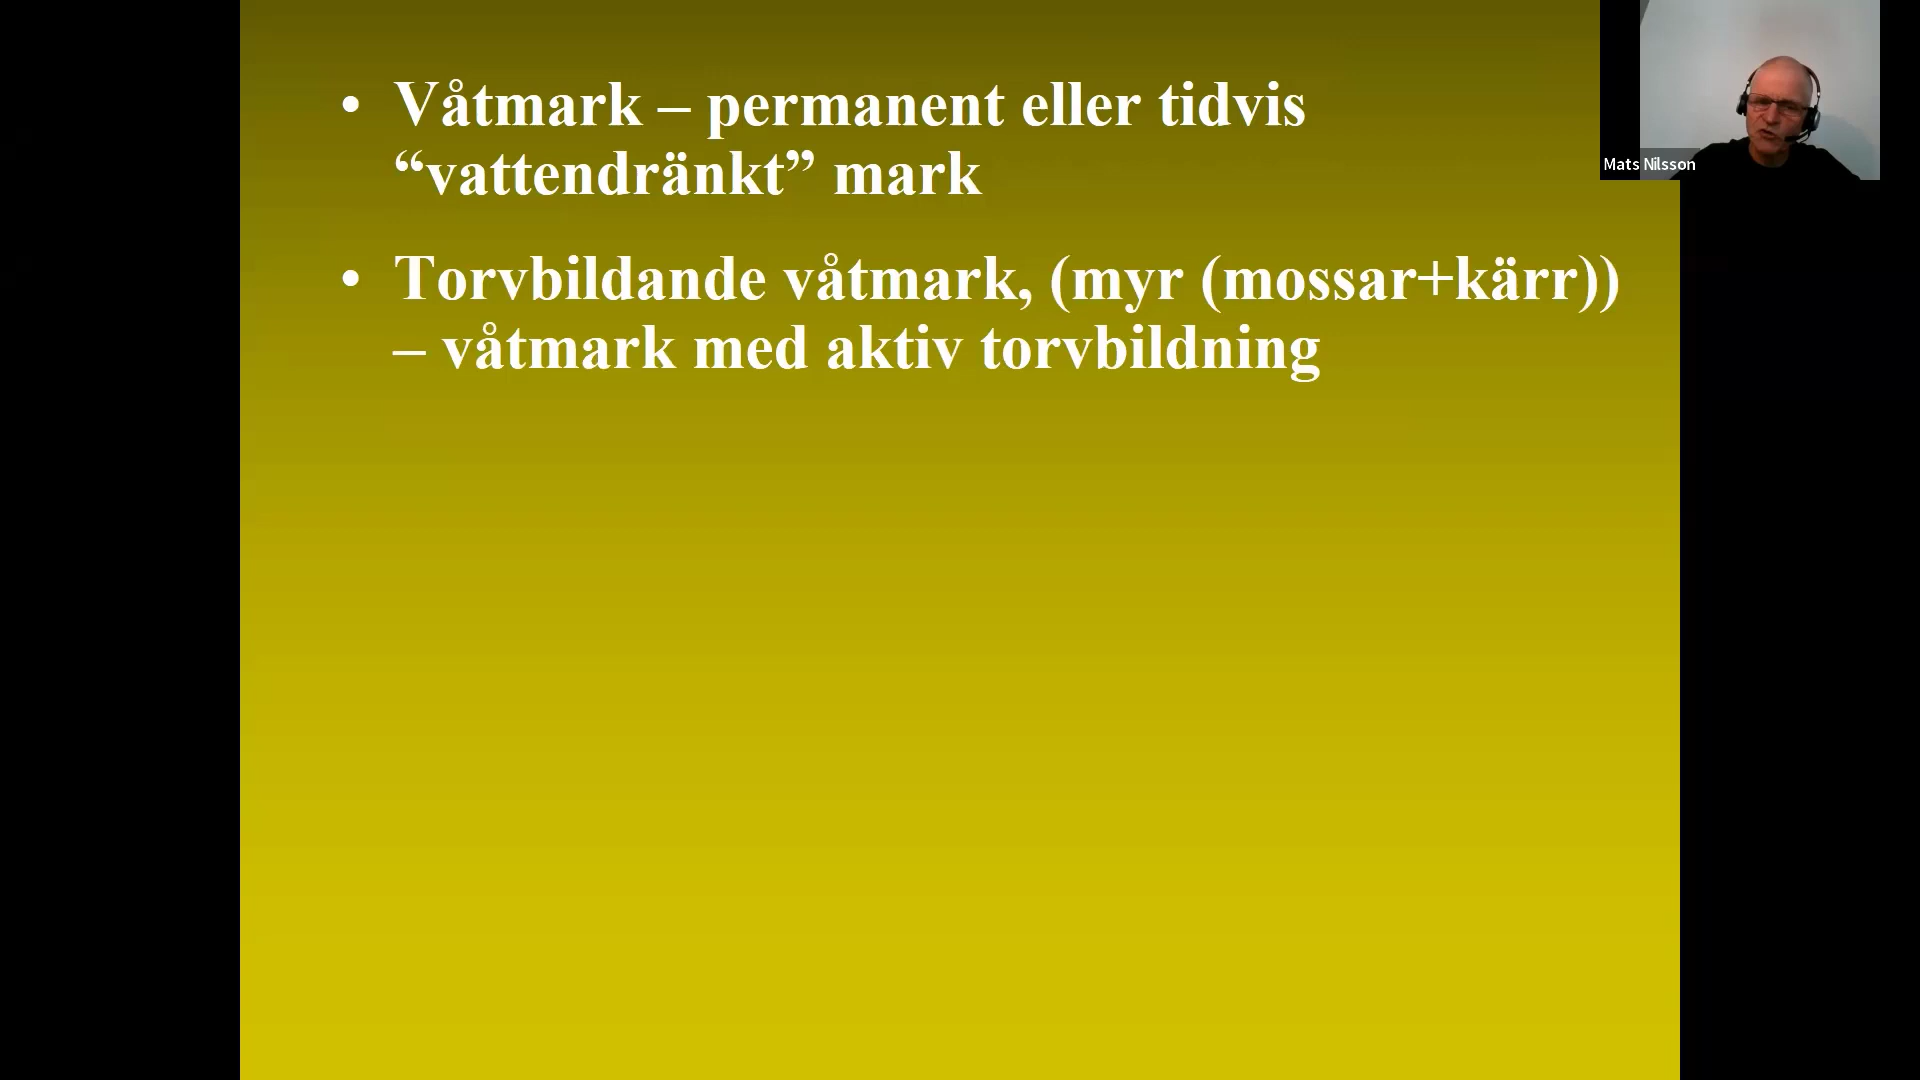 • Våtmark – permanent eller tidvis
“vattendränkt” mark
• Torvbildande våtmark, (myr (mossar+kärr))
– våtmark med aktiv torvbildning
Mats Nilsson